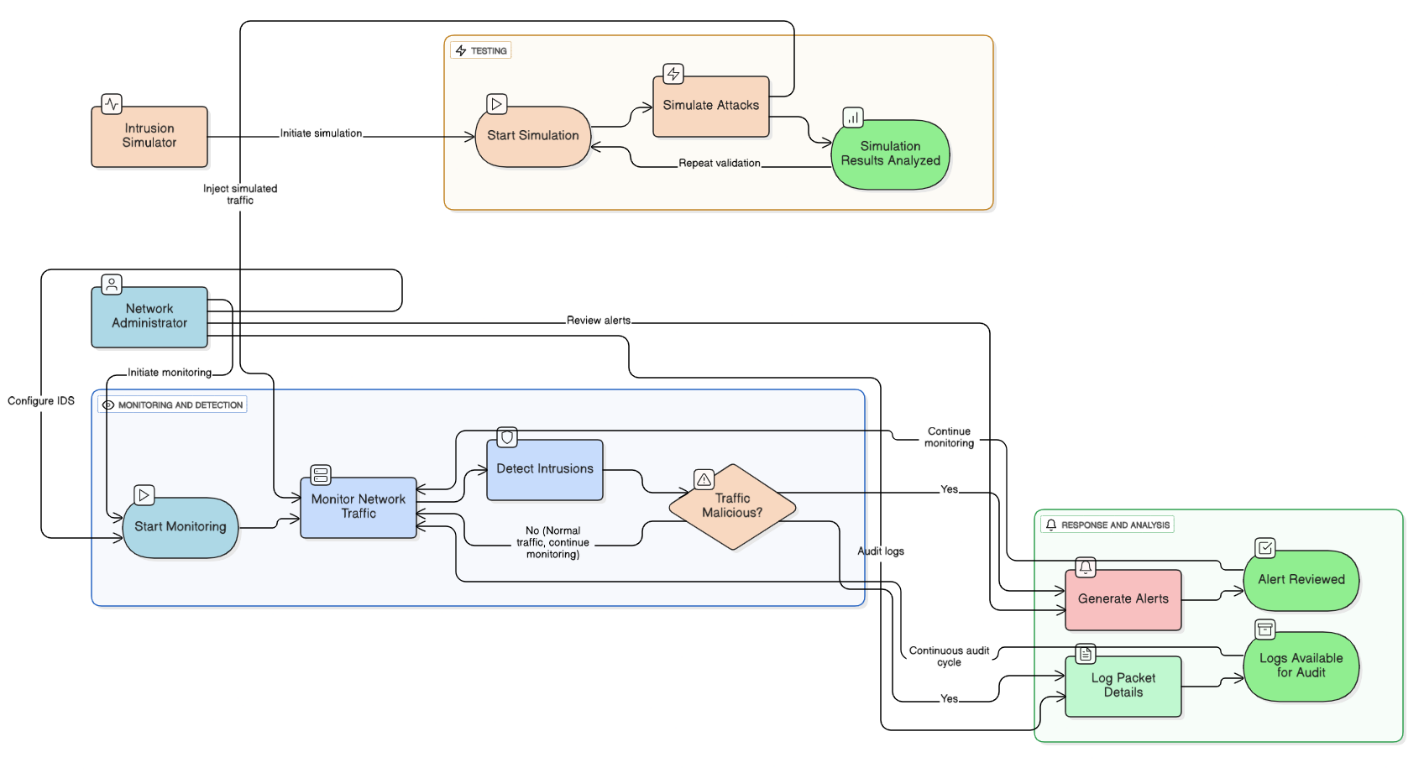 TESTING
Intrusion
Simulator
Initiate simulation
Start Simulation
Simulate Attacks
Simulation
Results Analyzed
Repeat validation
Inject simulated
traffic
Network
Administrator
Review alerts
Initiate monitoring
Configure IDS
MONITORING AND DETECTION
Continue
monitoring
Start Monitoring
Monitor Network
Traffic
Detect Intrusions
Traffic
Malicious?
Yes
No (Normal
traffic, continue
monitoring)
Audit logs
RESPONSE AND ANALYSIS
Generate Alerts
Alert Reviewed
Continuous audit
cycle
Yes
Log Packet
Details
Logs Available
for Audit